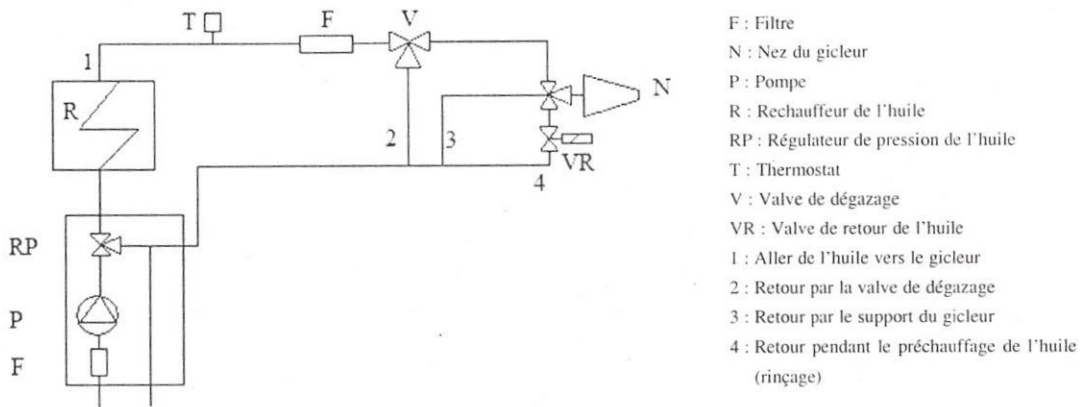 T
F
V
1
R
N
2
3
VR
4
RP
P
F
F : Filtre
N : Nez du gicleur
P : Pompe
R : Rechauffeur de l'huile
RP : Régulateur de pression de l'huile
T : Thermostat
V : Valve de dégazage
VR : Valve de retour de l'huile
1 : Aller de l'huile vers le gicleur
2 : Retour par la valve de dégazage
3 : Retour par le support du gicleur
4 : Retour pendant le préchauffage de l'huile
(rinçage)